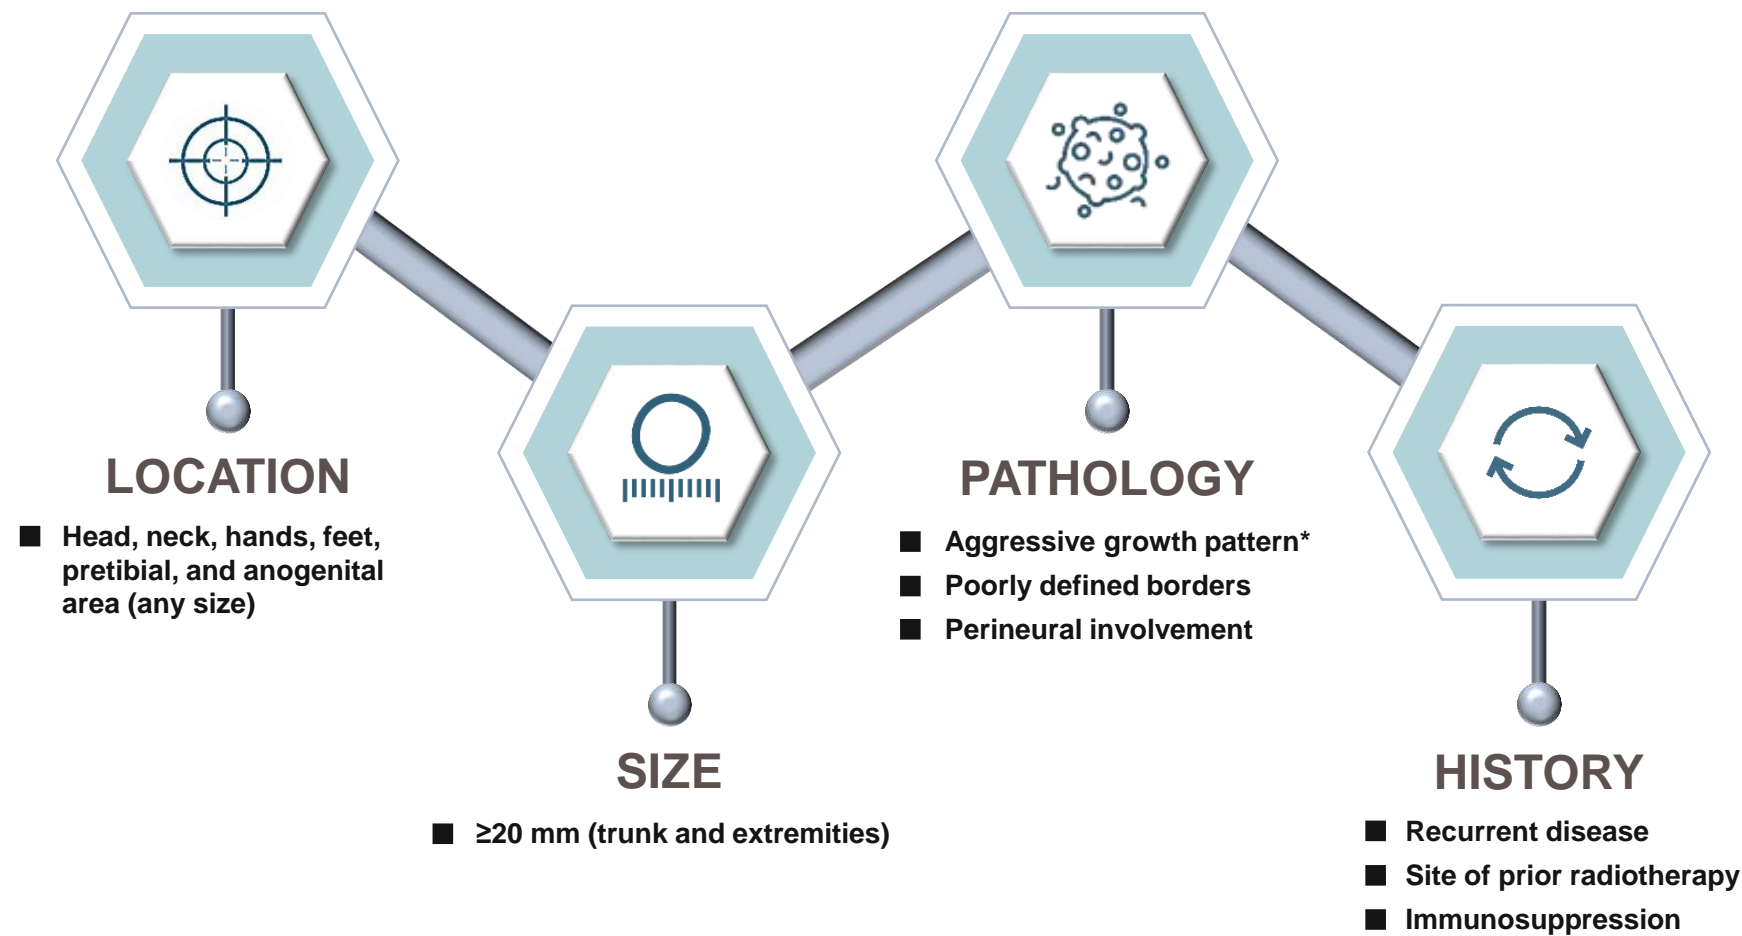 LOCATION
■ Head, neck, hands, feet,
pretibial, and anogenital
area (any size)
SIZE
■ ≥20 mm (trunk and extremities)
PATHOLOGY
■ Aggressive growth pattern*
■ Poorly defined borders
■ Perineural involvement
HISTORY
■ Recurrent disease
■ Site of prior radiotherapy
■ Immunosuppression